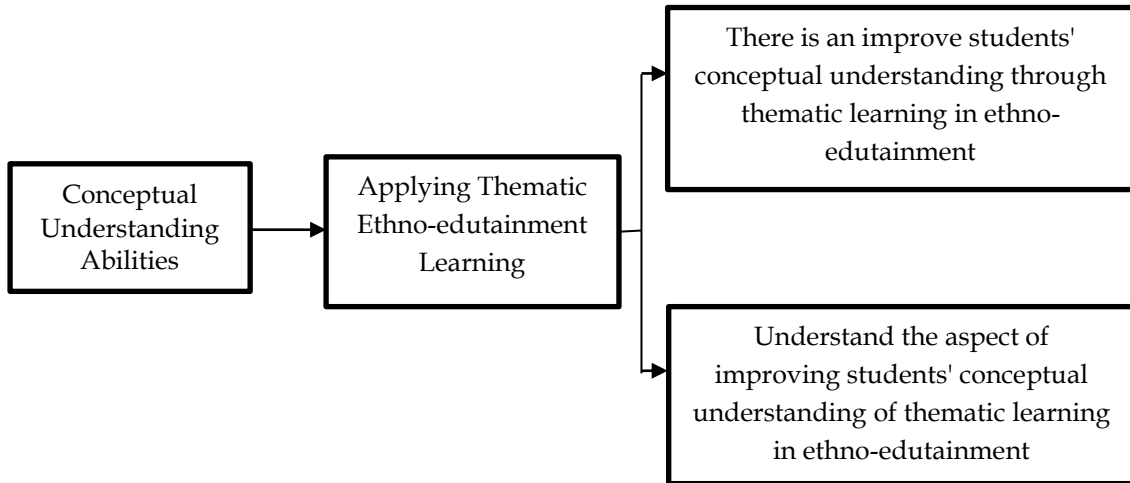 Conceptual
Understanding
Abilities
Applying Thematic
Ethno-edutainment
Learning
There is an improve students'
conceptual understanding through
thematic learning in ethno-
edutainment
Understand the aspect of
improving students' conceptual
understanding of thematic learning
in ethno-edutainment